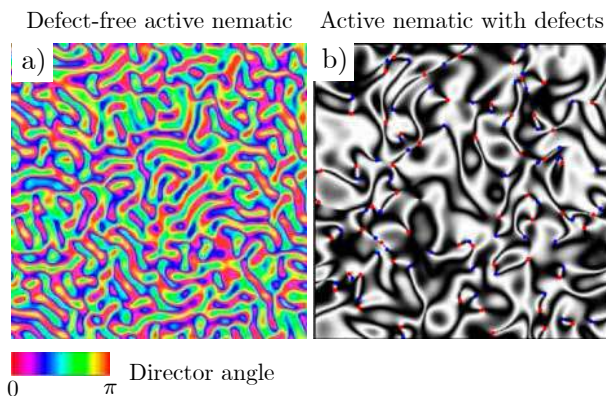 Defect-free active nematic
Active nematic with defects
a)
b)
0
π
Director angle